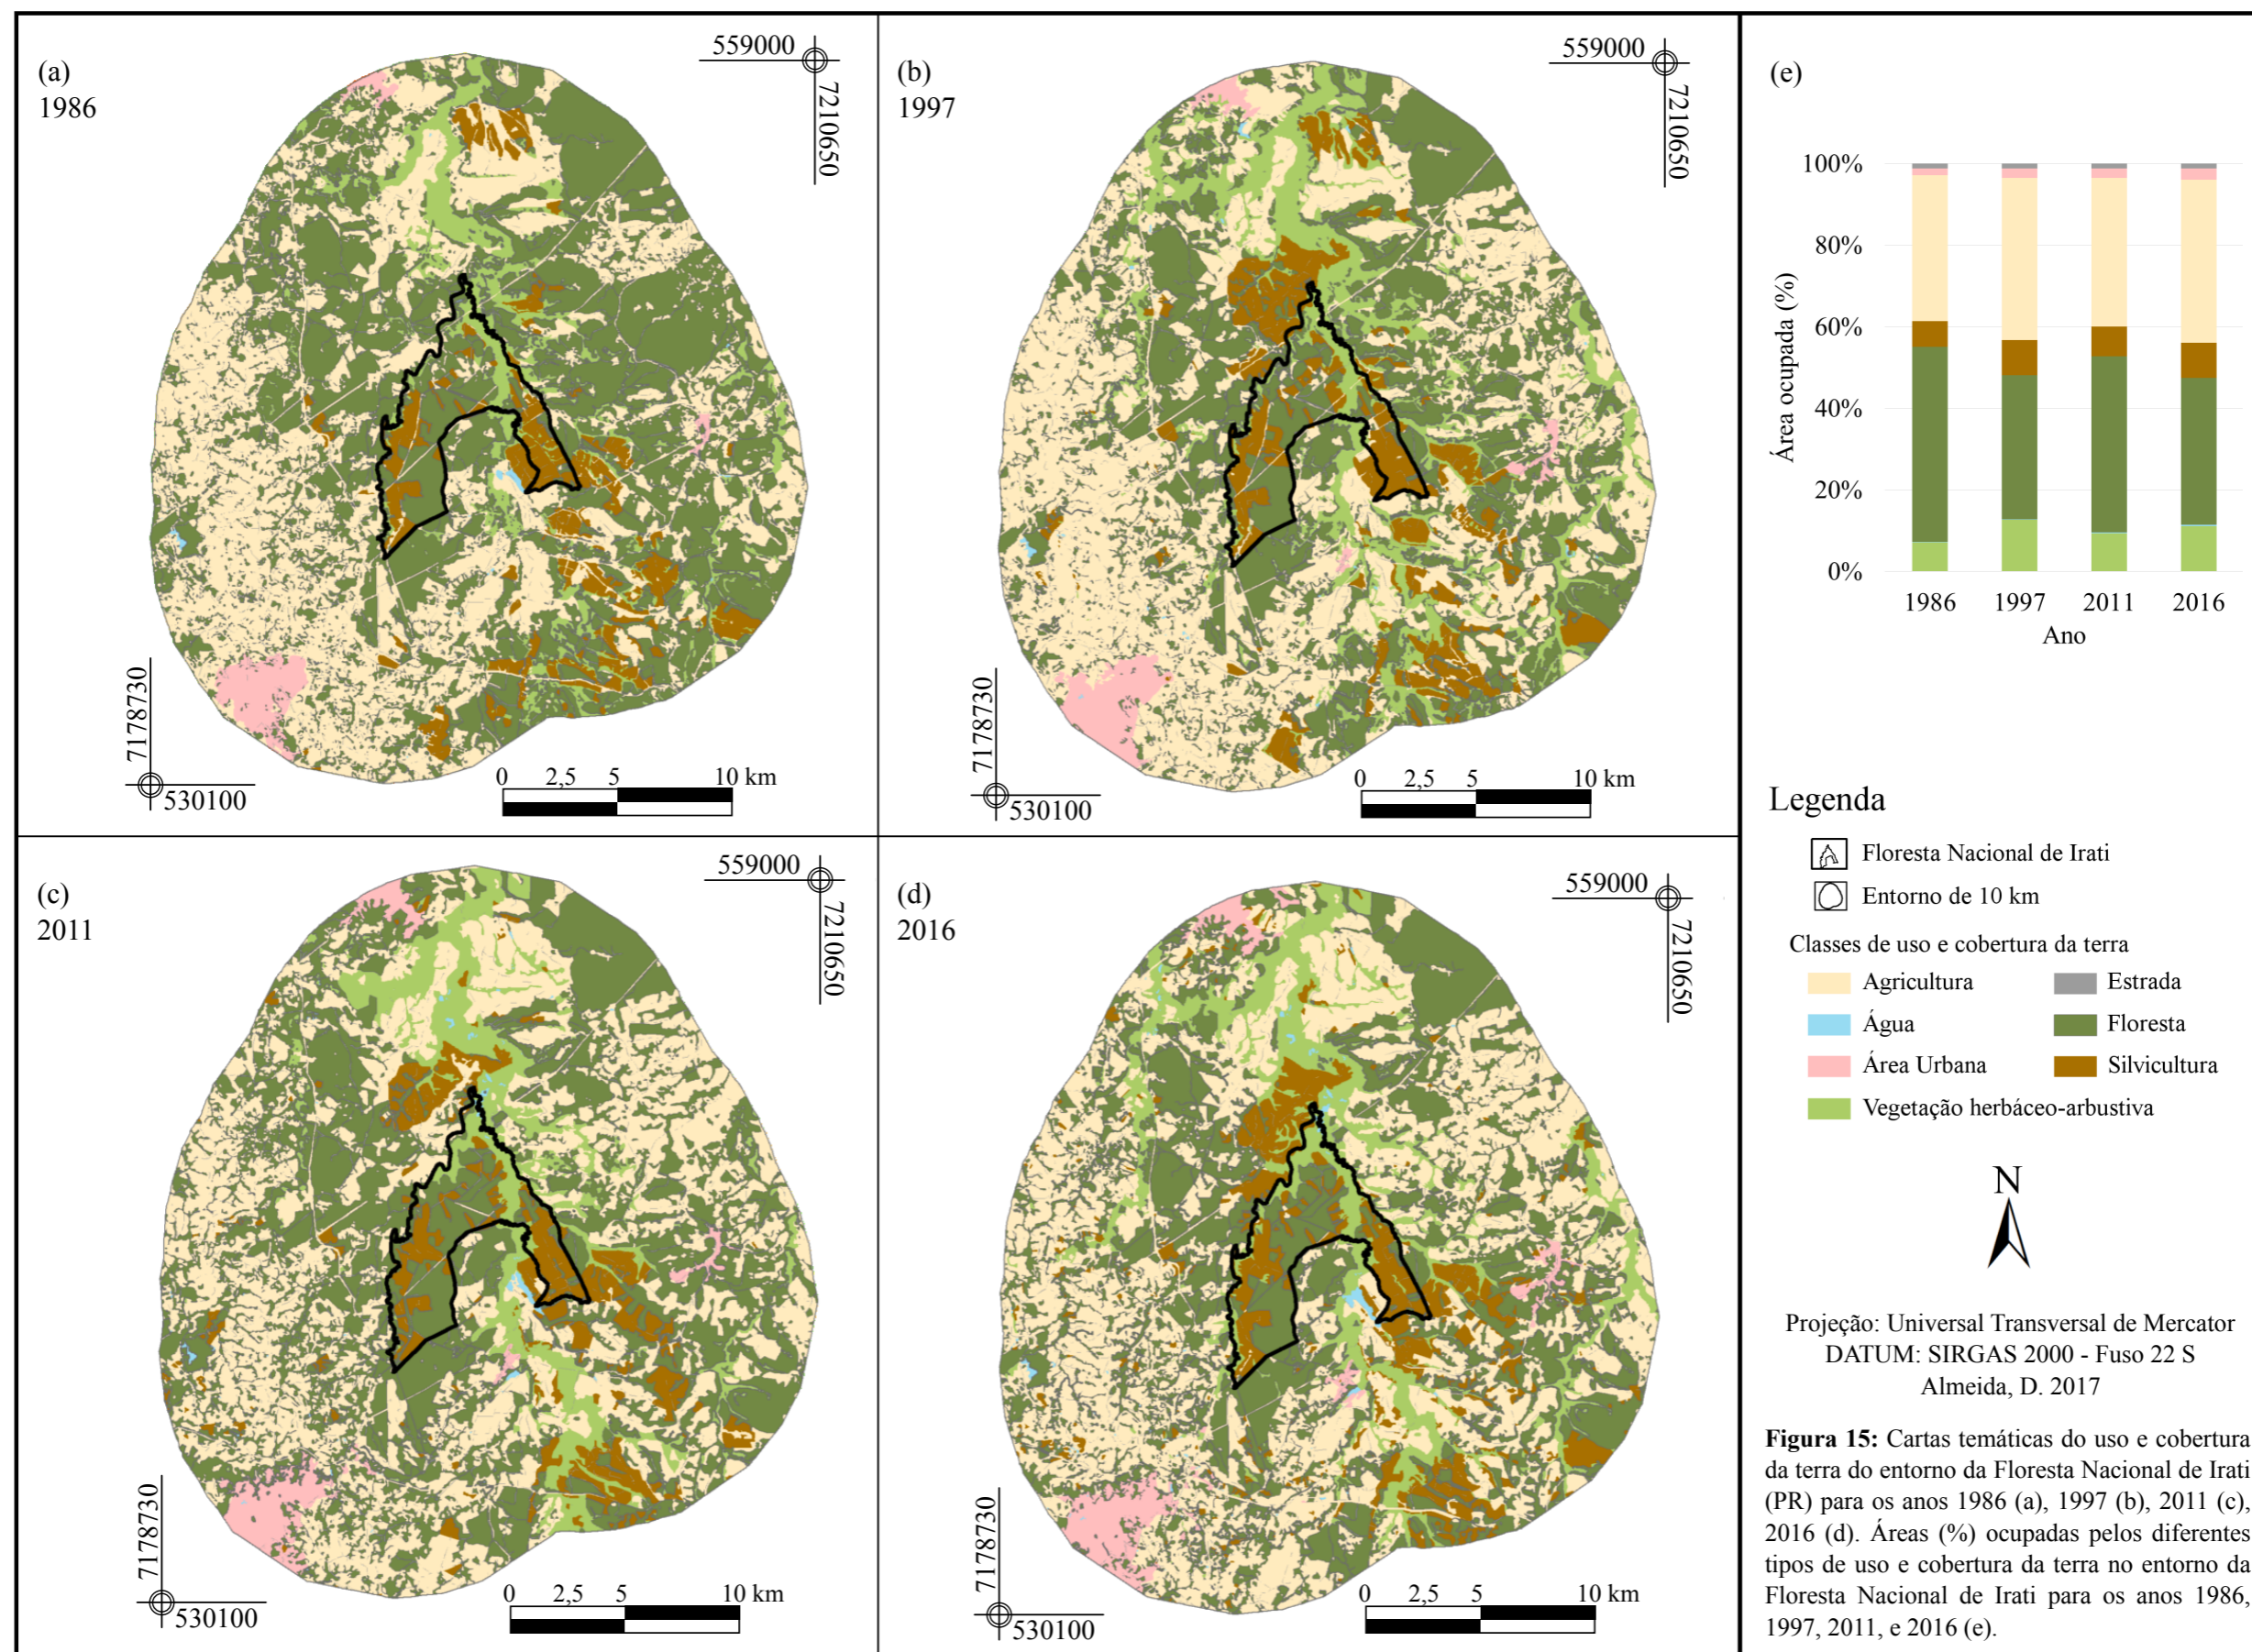 (a)
1986
559000
7210650
7178730
530100
0 2,5 5 10 km
(b)
1997
559000
7210650
7178730
530100
0 2,5 5 10 km
(c)
2011
559000
7210650
7178730
530100
0 2,5 5 10 km
(d)
2016
559000
7210650
7178730
530100
0 2,5 5 10 km
(e)
Área ocupada (%)
100%
80%
60%
40%
20%
0%
1986 1997 2011 2016
Ano
Legenda
Floresta Nacional de Irati
Entorno de 10 km
Classes de uso e cobertura da terra
Agricultura Estrada
Água Floresta
Área Urbana Silvicultura
Vegetação herbáceo-arbustiva
N
Projeção: Universal Transversal de Mercator
DATUM: SIRGAS 2000 - Fuso 22 S
Almeida, D. 2017
Figura 15: Cartas temáticas do uso e cobertura
da terra do entorno da Floresta Nacional de Irati
(PR) para os anos 1986 (a), 1997 (b), 2011 (c),
2016 (d). Áreas (%) ocupadas pelos diferentes
tipos de uso e cobertura da terra no entorno da
Floresta Nacional de Irati para os anos 1986,
1997, 2011, e 2016 (e).